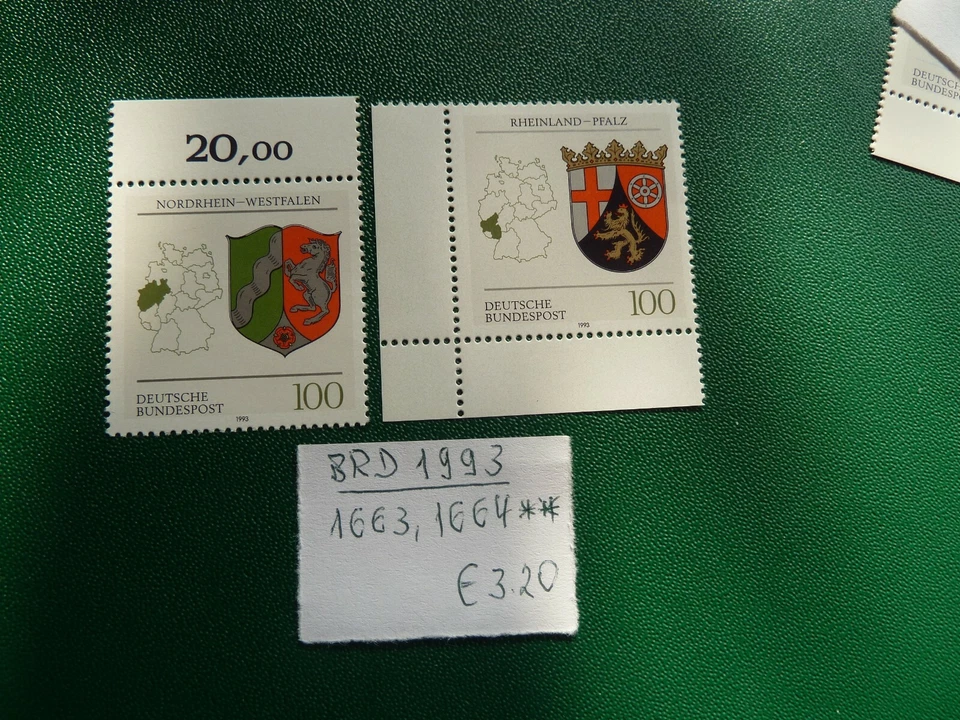 20,00
NORDRHEIN-WESTFALEN
DEUTSCHE
BUNDESPOST
1993
100
RHEINLAND-PFALZ
DEUTSCHE
BUNDESPOST
1993
100
BRD 1993
1663, 1664 **
€ 3.20